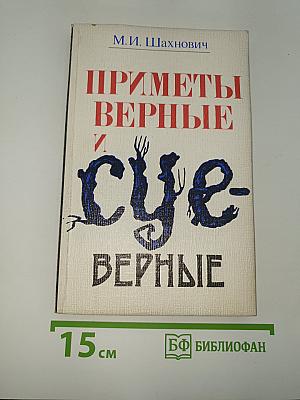 М.И. Шахнович
ПРИМЕТЫ
ВЕРНЫЕ
И
суе-
ВЕРНЫЕ
15 см
БФ БИБЛИОФАН